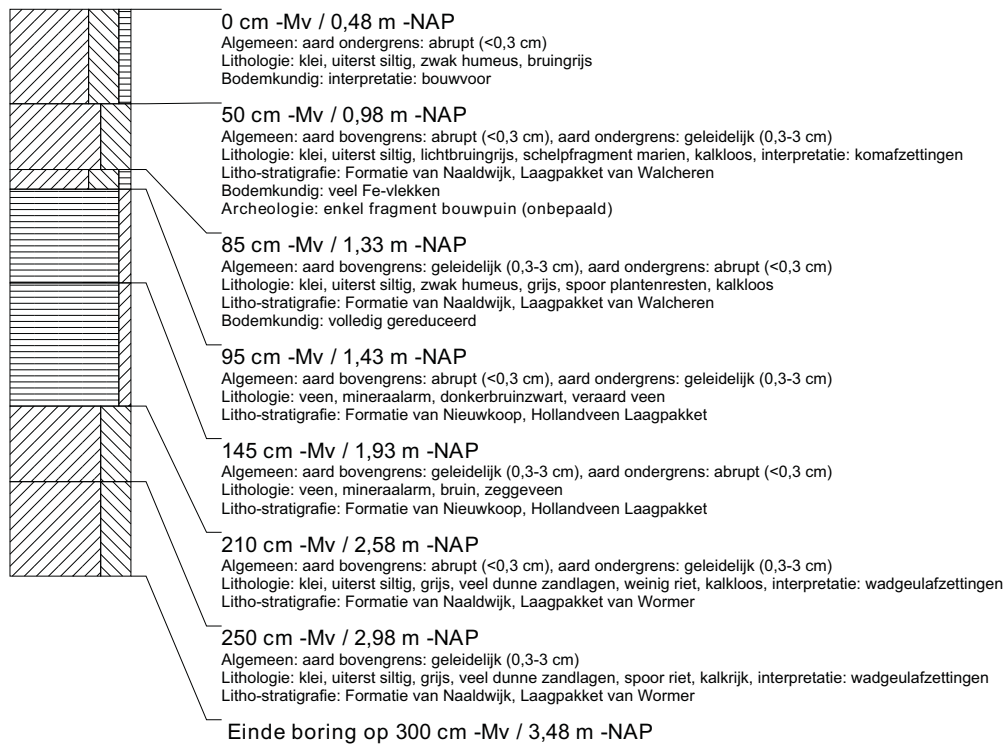 0 cm -Mv / 0,48 m -NAP
Algemeen: aard ondergrens: abrupt (<0,3 cm)
Lithologie: klei, uiterst siltig, zwak humeus, bruingrijs
Bodemkundig: interpretatie: bouwvoor
50 cm -Mv / 0,98 m -NAP
Algemeen: aard bovengrens: abrupt (<0,3 cm), aard ondergrens: geleidelijk (0,3-3 cm)
Lithologie: klei, uiterst siltig, lichtbruingrijs, schelpfragment marien, kalkloos, interpretatie: komafzettingen
Litho-stratigrafie: Formatie van Naaldwijk, Laagpakket van Walcheren
Bodemkundig: veel Fe-vlekken
Archeologie: enkel fragment bouwpuin (onbepaald)
85 cm -Mv / 1,33 m -NAP
Algemeen: aard bovengrens: geleidelijk (0,3-3 cm), aard ondergrens: abrupt (<0,3 cm)
Lithologie: klei, uiterst siltig, zwak humeus, grijs, spoor plantenresten, kalkloos
Litho-stratigrafie: Formatie van Naaldwijk, Laagpakket van Walcheren
Bodemkundig: volledig gereduceerd
95 cm -Mv / 1,43 m -NAP
Algemeen: aard bovengrens: abrupt (<0,3 cm), aard ondergrens: geleidelijk (0,3-3 cm)
Lithologie: veen, mineraalarm, donkerbruinzwart, veraard veen
Litho-stratigrafie: Formatie van Nieuwkoop, Hollandveen Laagpakket
145 cm -Mv / 1,93 m -NAP
Algemeen: aard bovengrens: geleidelijk (0,3-3 cm), aard ondergrens: abrupt (<0,3 cm)
Lithologie: veen, mineraalarm, bruin, zeggeveen
Litho-stratigrafie: Formatie van Nieuwkoop, Hollandveen Laagpakket
210 cm -Mv / 2,58 m -NAP
Algemeen: aard bovengrens: abrupt (<0,3 cm), aard ondergrens: geleidelijk (0,3-3 cm)
Lithologie: klei, uiterst siltig, grijs, veel dunne zandlagen, weinig riet, kalkloos, interpretatie: wadgeulafzettingen
Litho-stratigrafie: Formatie van Naaldwijk, Laagpakket van Wormer
250 cm -Mv / 2,98 m -NAP
Algemeen: aard bovengrens: geleidelijk (0,3-3 cm)
Lithologie: klei, uiterst siltig, grijs, veel dunne zandlagen, spoor riet, kalkrijk, interpretatie: wadgeulafzettingen
Litho-stratigrafie: Formatie van Naaldwijk, Laagpakket van Wormer
Einde boring op 300 cm -Mv / 3,48 m -NAP